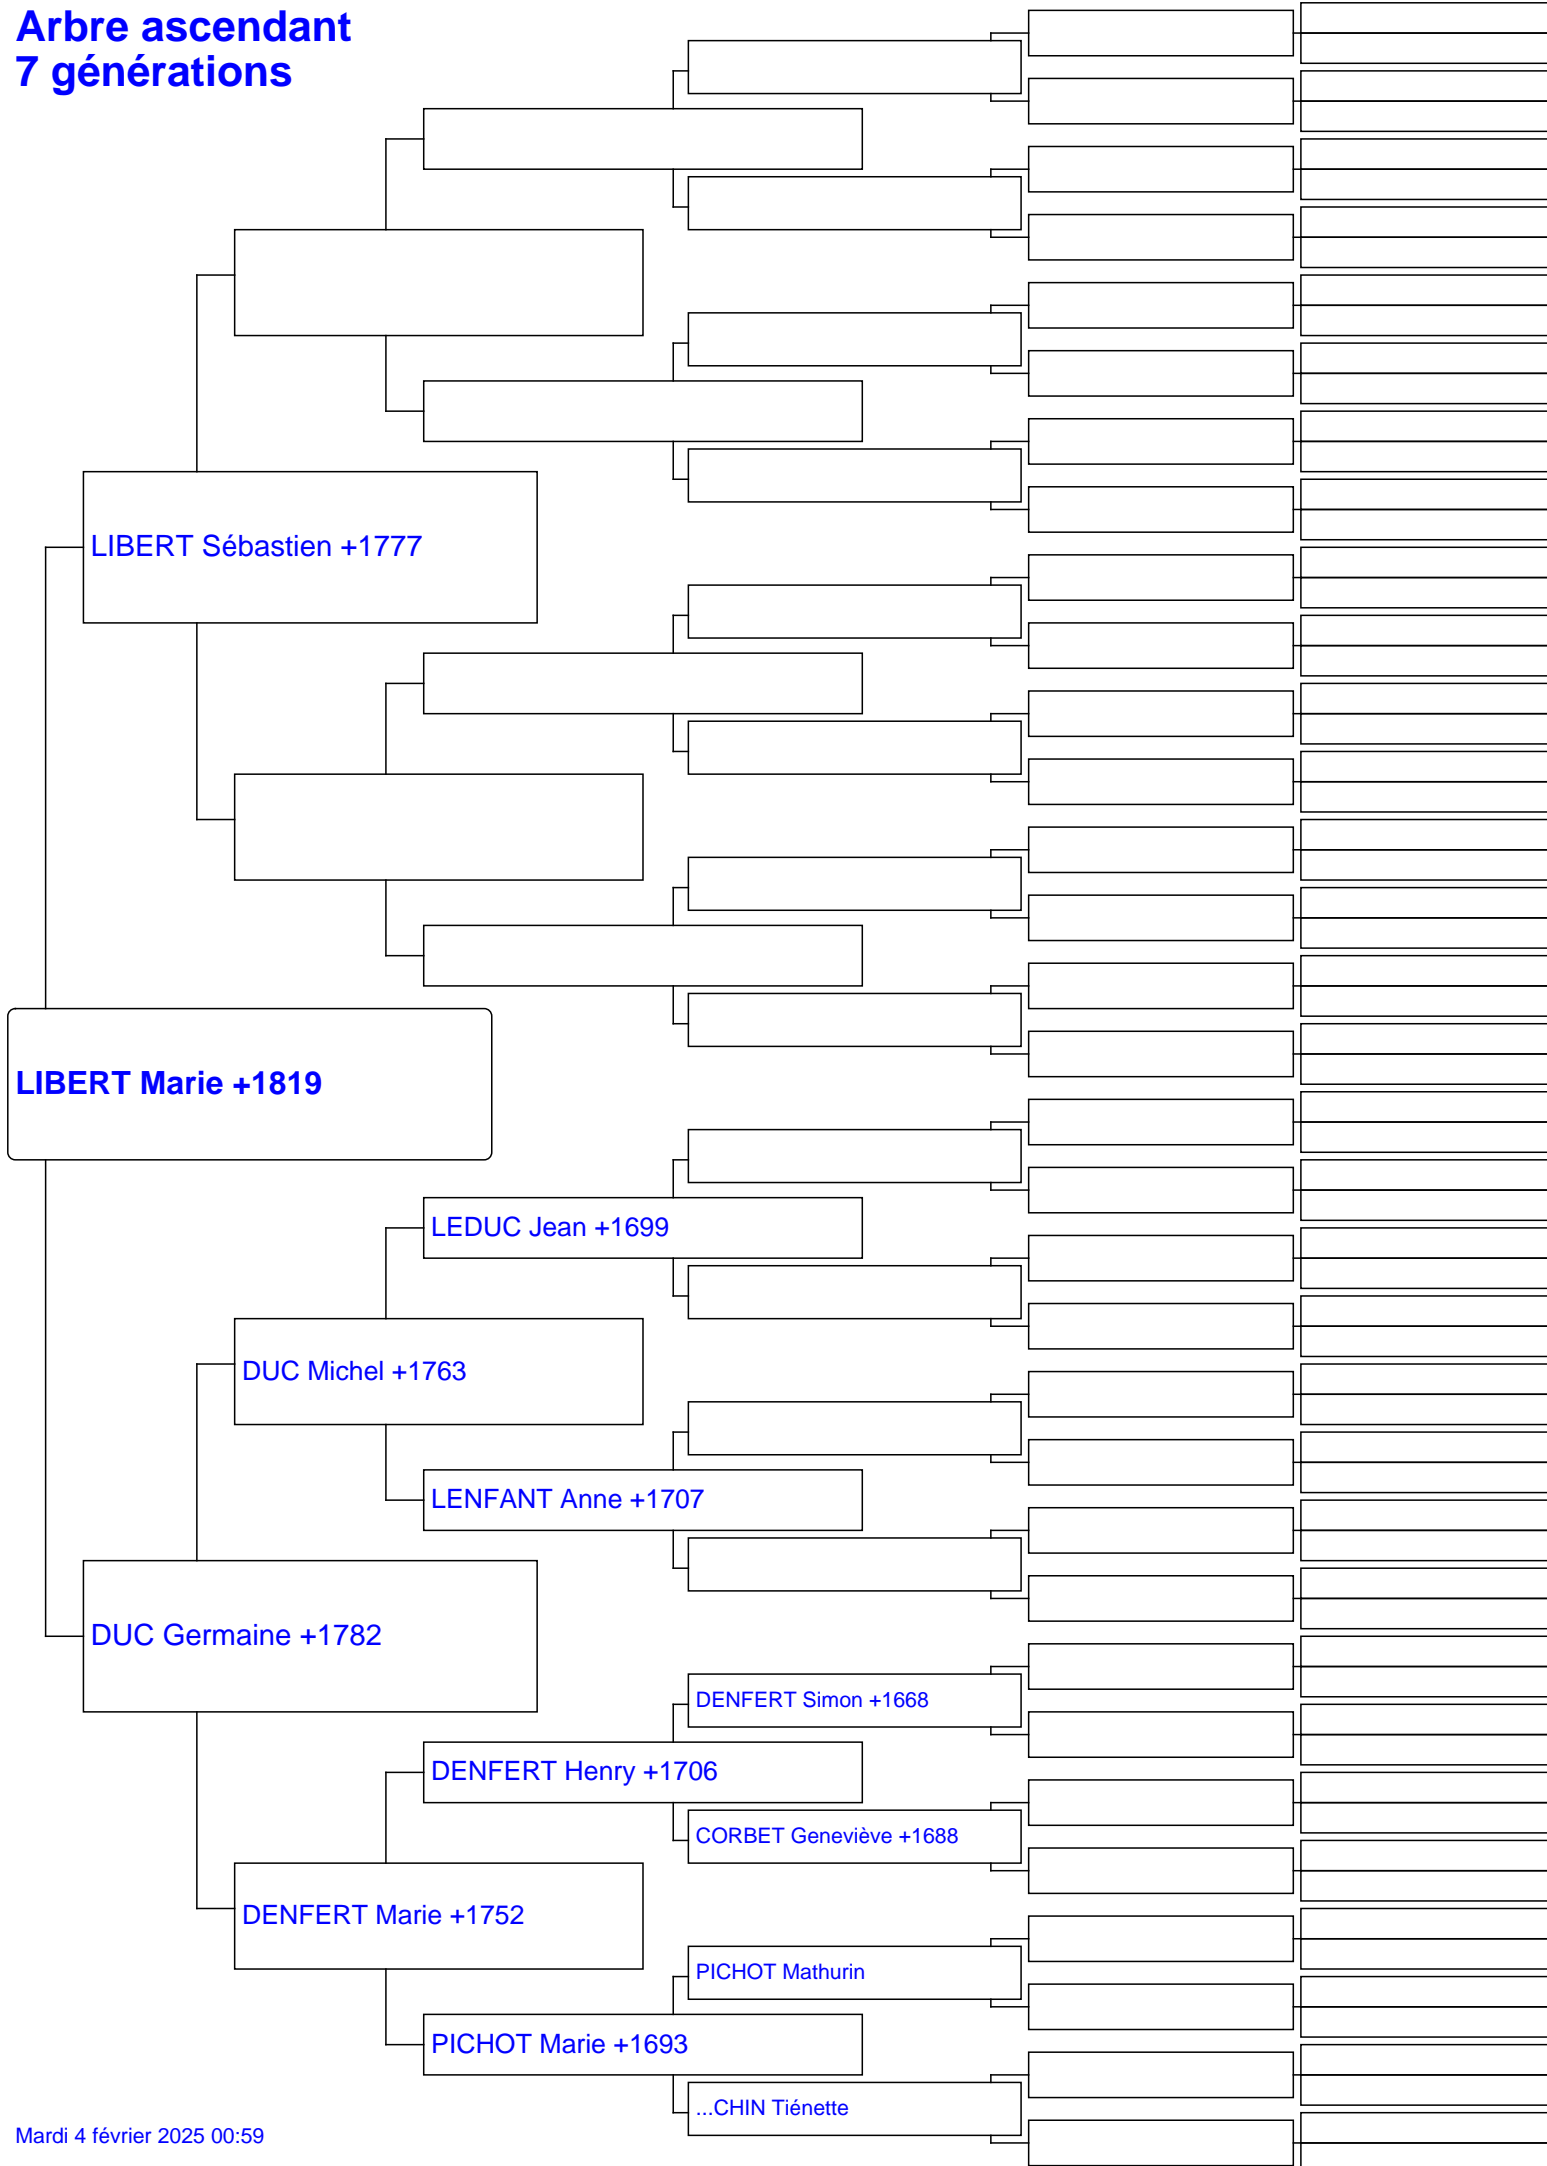 Arbre ascendant
7 générations
LIBERT Sébastien +1777
LIBERT Marie +1819
LEDUC Jean +1699
DUC Michel +1763
LENFANT Anne +1707
DUC Germaine +1782
DENFERT Simon +1668
DENFERT Henry +1706
CORBET Geneviève +1688
DENFERT Marie +1752
PICHOT Mathurin
PICHOT Marie +1693
...CHIN Tiénette
Mardi 4 février 2025 00:59